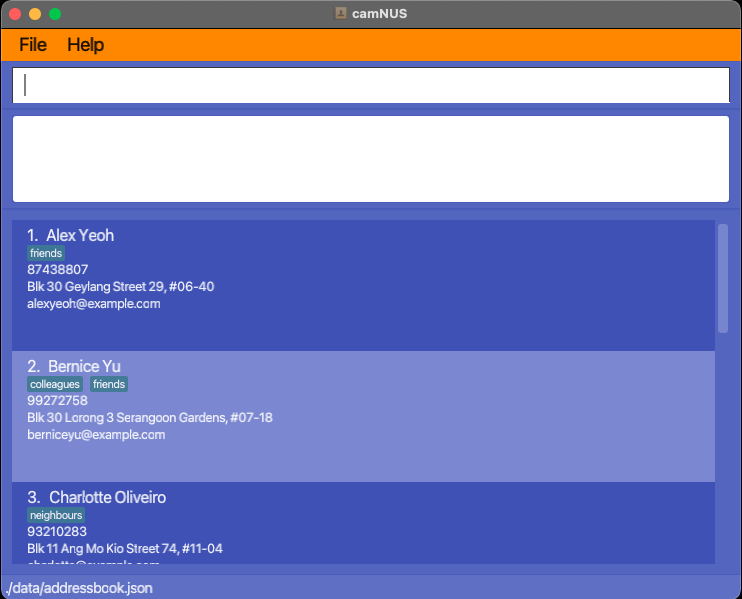 camNUS
File Help
1. Alex Yeoh
friends
87438807
Blk 30 Geylang Street 29, #06-40
alexyeoh@example.com
2. Bernice Yu
colleagues friends
99272758
Blk 30 Lorong 3 Serangoon Gardens, #07-18
berniceyu@example.com
3. Charlotte Oliveiro
neighbours
93210283
Blk 11 Ang Mo Kio Street 74, #11-04
./data/addressbook.json